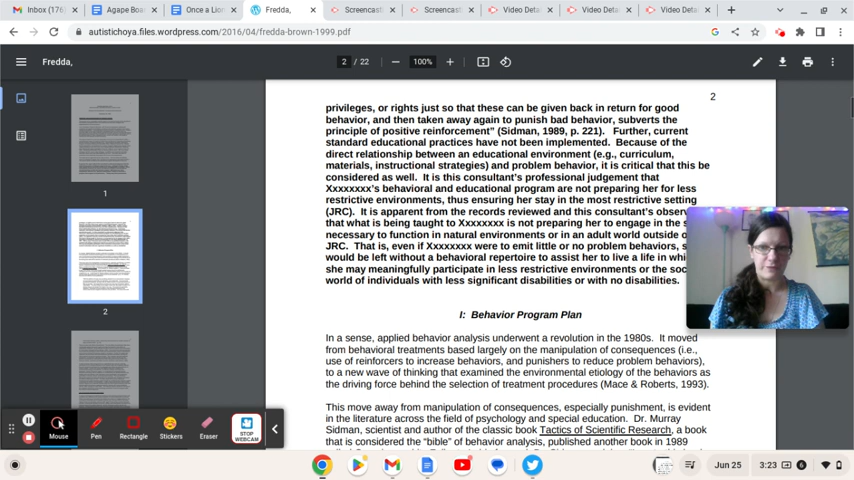 Inbox (176
Agape Boa
Once a Lion
Fredda,
Screencast
Screencast
Video Deta
Video Deta
Video Deta
autistichoya.files.wordpress.com/2016/04/fredda-brown-1999.pdf
Fredda,
2 / 22
100%
1
2
2
privileges, or rights just so that these can be given back in return for good
behavior, and then taken away again to punish bad behavior, subverts the
principle of positive reinforcement" (Sidman, 1989, p. 221). Further, current
standard educational practices have not been implemented. Because of the
direct relationship between an educational environment (e.g., curriculum,
materials, instructional strategies) and problem behavior, it is critical that this be
considered as well. It is this consultant's professional judgement that
Xxxxxxxx's behavioral and educational program are not preparing her for less
restrictive environments, thus ensuring her stay in the most restrictive setting
(JRC). It is apparent from the records reviewed and this consultant's observ
that what is being taught to Xxxxxxxx is not preparing her to engage in the s
necessary to function in natural environments or in an adult world outside o
JRC. That is, even if Xxxxxxxx were to emit little or no problem behaviors, s
would be left without a behavioral repertoire to assist her to live a life in whic
she may meaningfully participate in less restrictive environments or the soc
world of individuals with less significant disabilities or with no disabilities.
I: Behavior Program Plan
In a sense, applied behavior analysis underwent a revolution in the 1980s. It moved
from behavioral treatments based largely on the manipulation of consequences (i.e.,
use of reinforcers to increase behaviors, and punishers to reduce problem behaviors),
to a new wave of thinking that examined the environmental etiology of the behaviors as
the driving force behind the selection of treatment procedures (Mace & Roberts, 1993).
This move away from manipulation of consequences, especially punishment, is evident
in the literature across the field of psychology and special education. Dr. Murray
Sidman, scientist and author of the classic book Tactics of Scientific Research, a book
that is considered the "bible" of behavior analysis, published another book in 1989
Mouse
Pen
Rectangle
Stickers
Eraser
STOP
WEBCAM
Jun 25
3:23
6